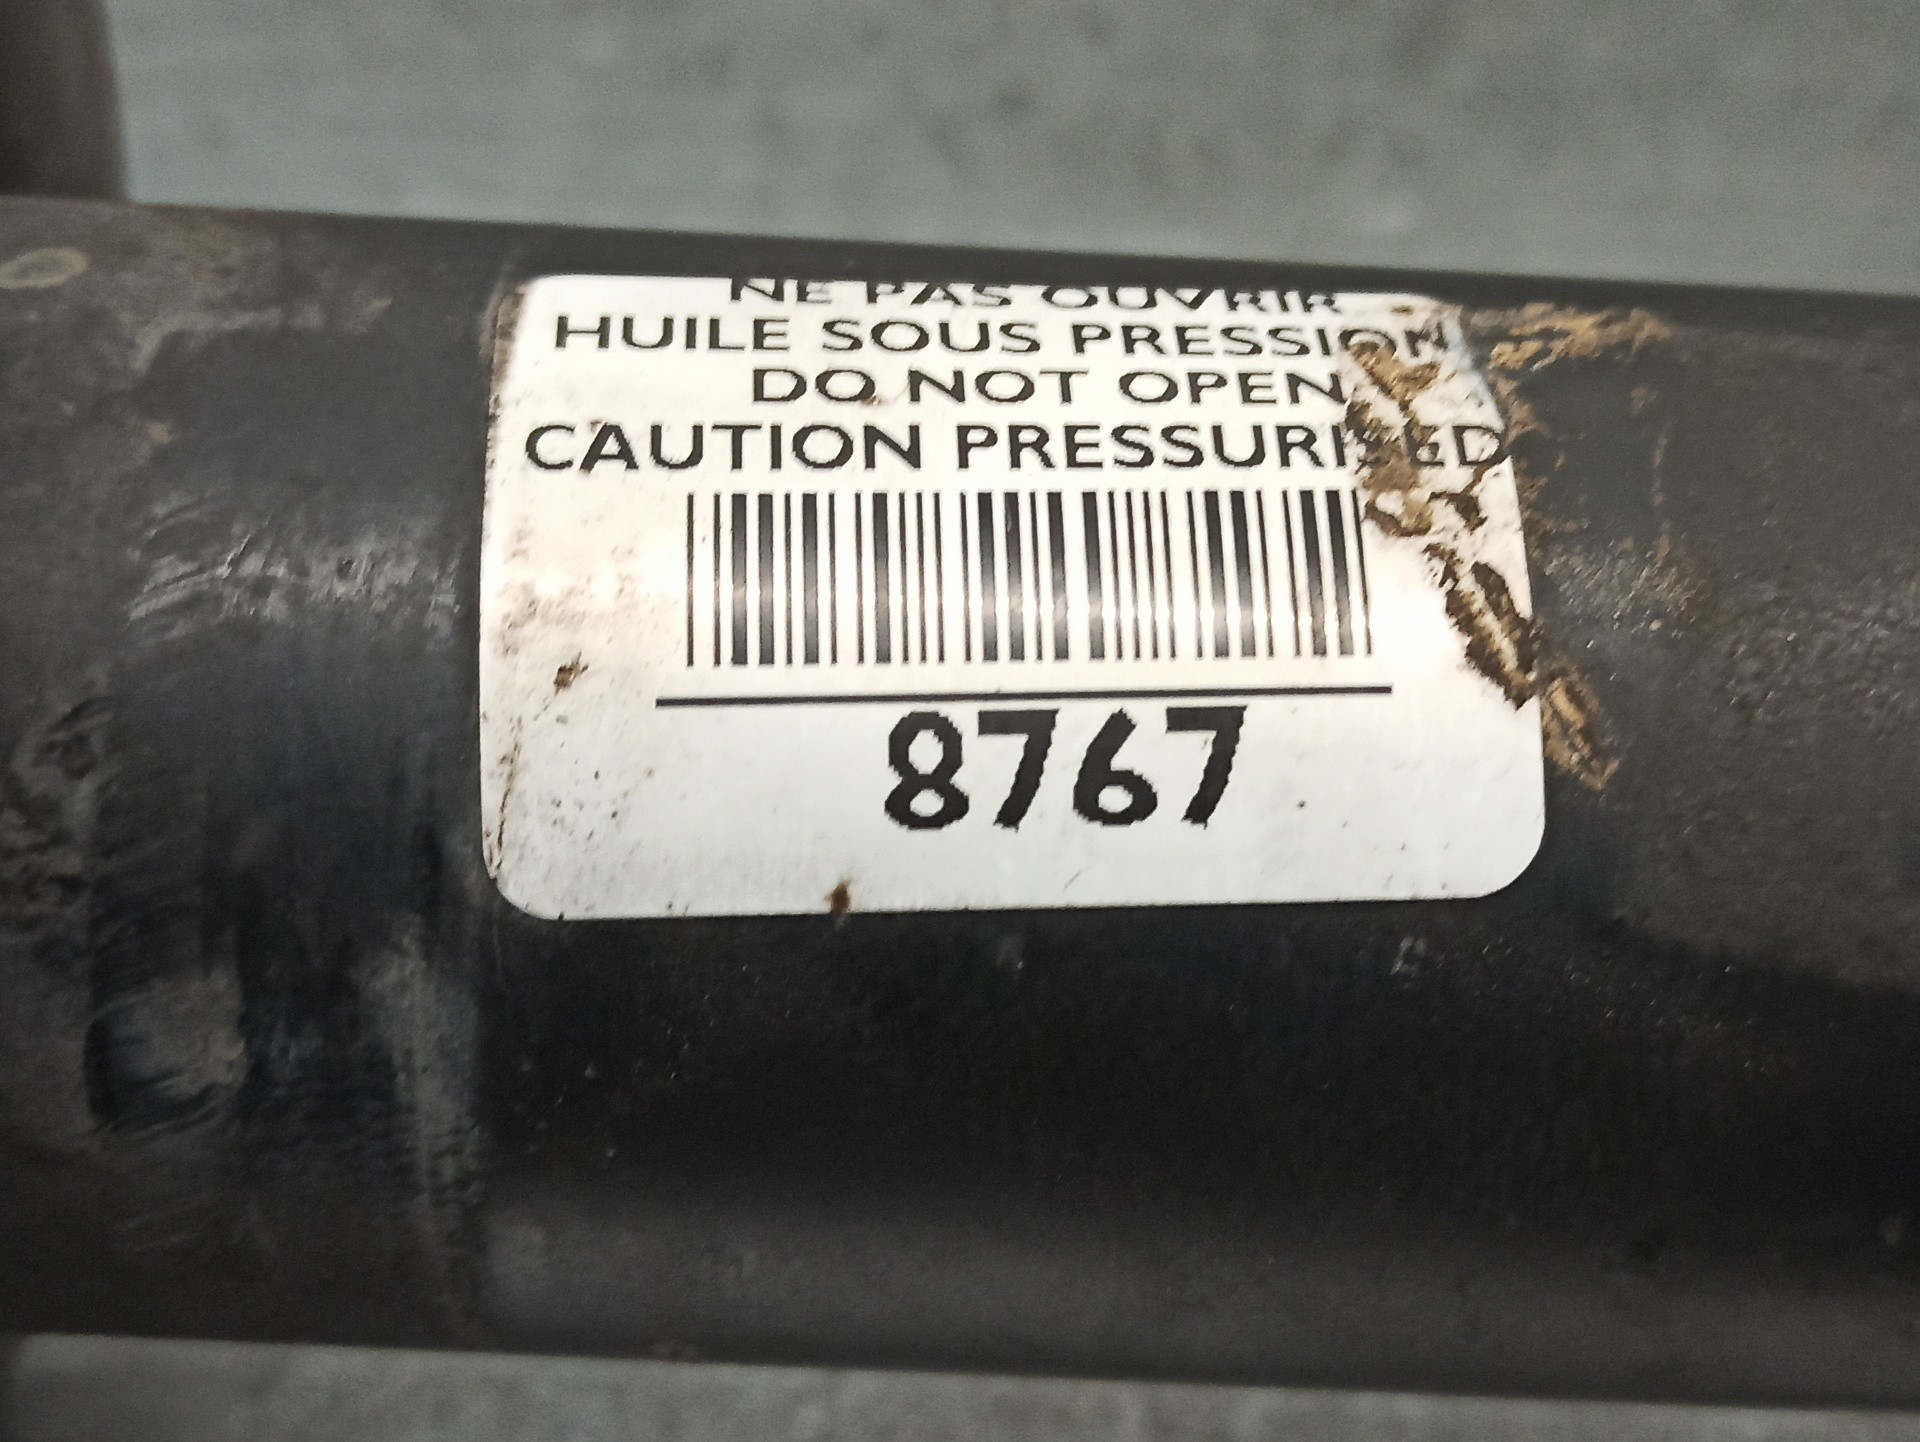 NE PAS OUVRIR
HUILE SOUS PRESSION
DO NOT OPEN
CAUTION PRESSURISED
8767